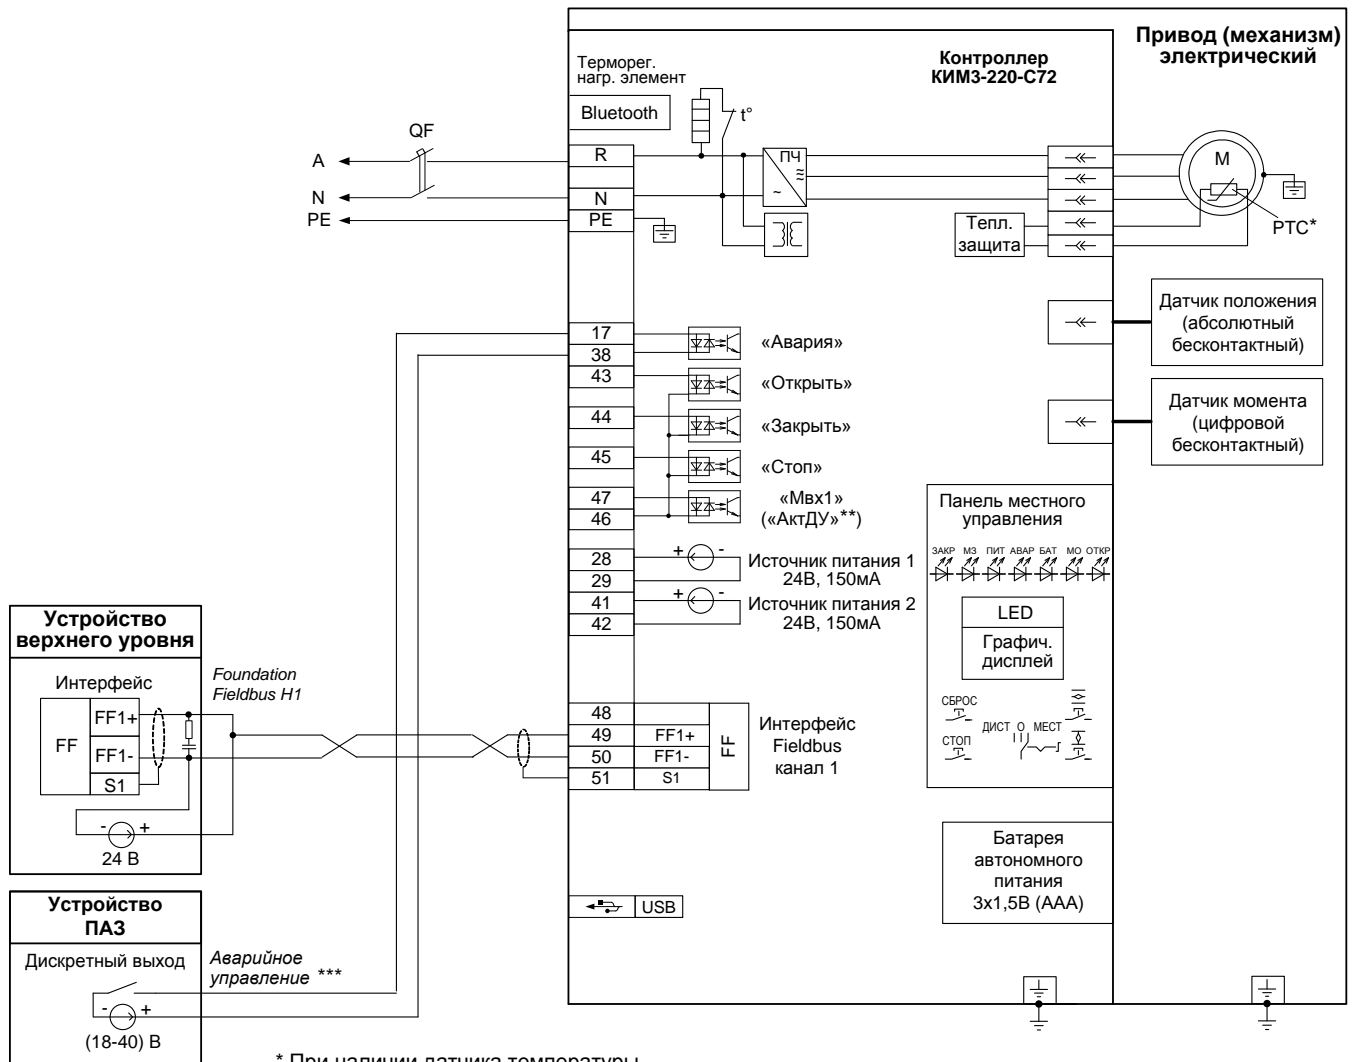 Привод (механизм)
электрический
Контроллер
КИМ3-220-С72
Терморег.
нагр. элемент
Bluetooth
t°
QF
A
N
PE
R
N
PE
ПЧ
≈
~
M
PTC*
Тепл.
защита
Датчик положения
(абсолютный
бесконтактный)
Датчик момента
(цифровой
бесконтактный)
17
38
43
44
45
47
46
28
29
41
42
«Авария»
«Открыть»
«Закрыть»
«Стоп»
«Мвх1»
(«АктДУ»**)
+ -
Источник питания 1
24В, 150мА
+ -
Источник питания 2
24В, 150мА
Панель местного
управления
ЗАКР МЗ ПИТ АВАР БАТ МО ОТКР
LED
Графич.
дисплей
СБРОС
ДИСТ О МЕСТ
СТОП
Устройство
верхнего уровня
Интерфейс
FF
FF1+
FF1-
S1
- +
24 В
Foundation
Fieldbus H1
48
49 FF1+
50 FF1-
51 S1
FF
Интерфейс
Fieldbus
канал 1
Батарея
автономного
питания
3x1,5В (ААА)
USB
Устройство
ПАЗ
Дискретный выход
- +
(18-40) В
Аварийное
управление ***
* При наличии датчика температуры